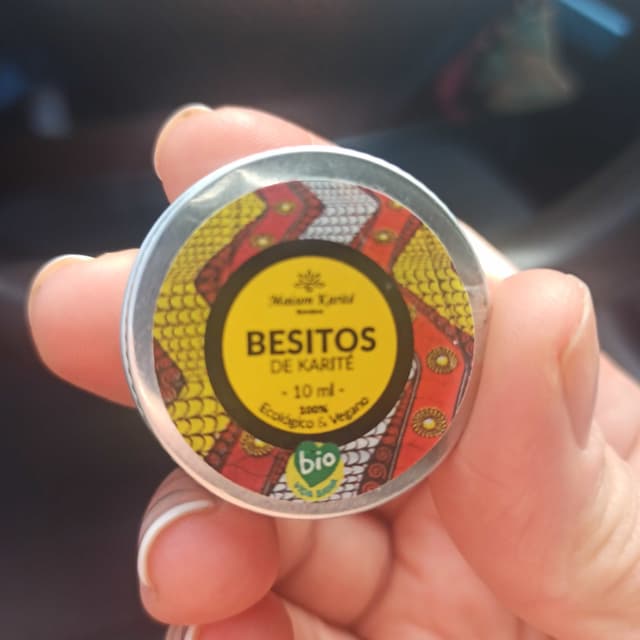 Maison Karité
BESITOS
DE KARITÉ
- 10 ml -
100%
Ecológico & Vegano
bio